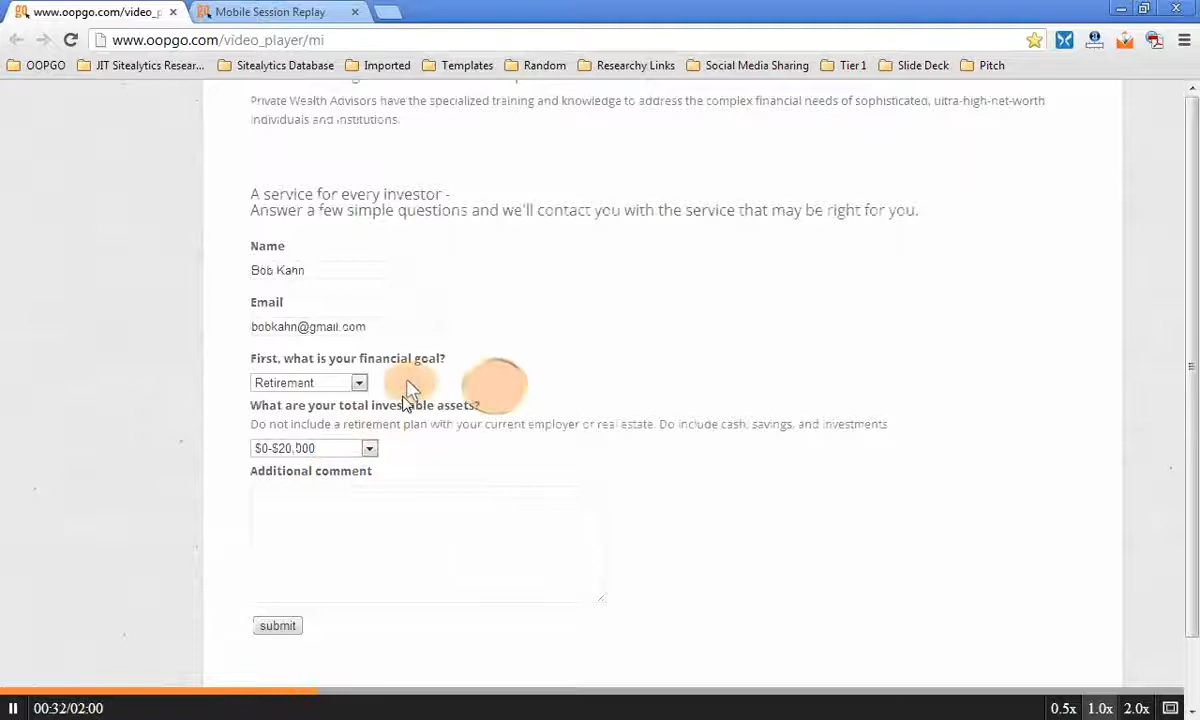 www.oopgo.com/video_p
Mobile Session Replay
www.oopgo.com/video_player/mi
OOPGO
JIT Sitealytics Resear...
Sitealytics Database
Imported
Templates
Random
Researchy Links
Social Media Sharing
Tier1
Slide Deck
Pitch
Private Wealth Advisors have the specialized training and knowledge to address the complex financial needs of sophisticated, ultra-high-net-worth
individuals and institutions.
A service for every investor -
Answer a few simple questions and we'll contact you with the service that may be right for you.
Name
Bob Kahn
Email
bobkahn@gmail.com
First, what is your financial goal?
Retirement
What are your total investable assets?
Do not include a retirement plan with your current employer or real estate. Do include cash, savings, and investments
$0-$20,000
Additional comment
submit
00:32/02:00
0.5x
1.0x
2.0x